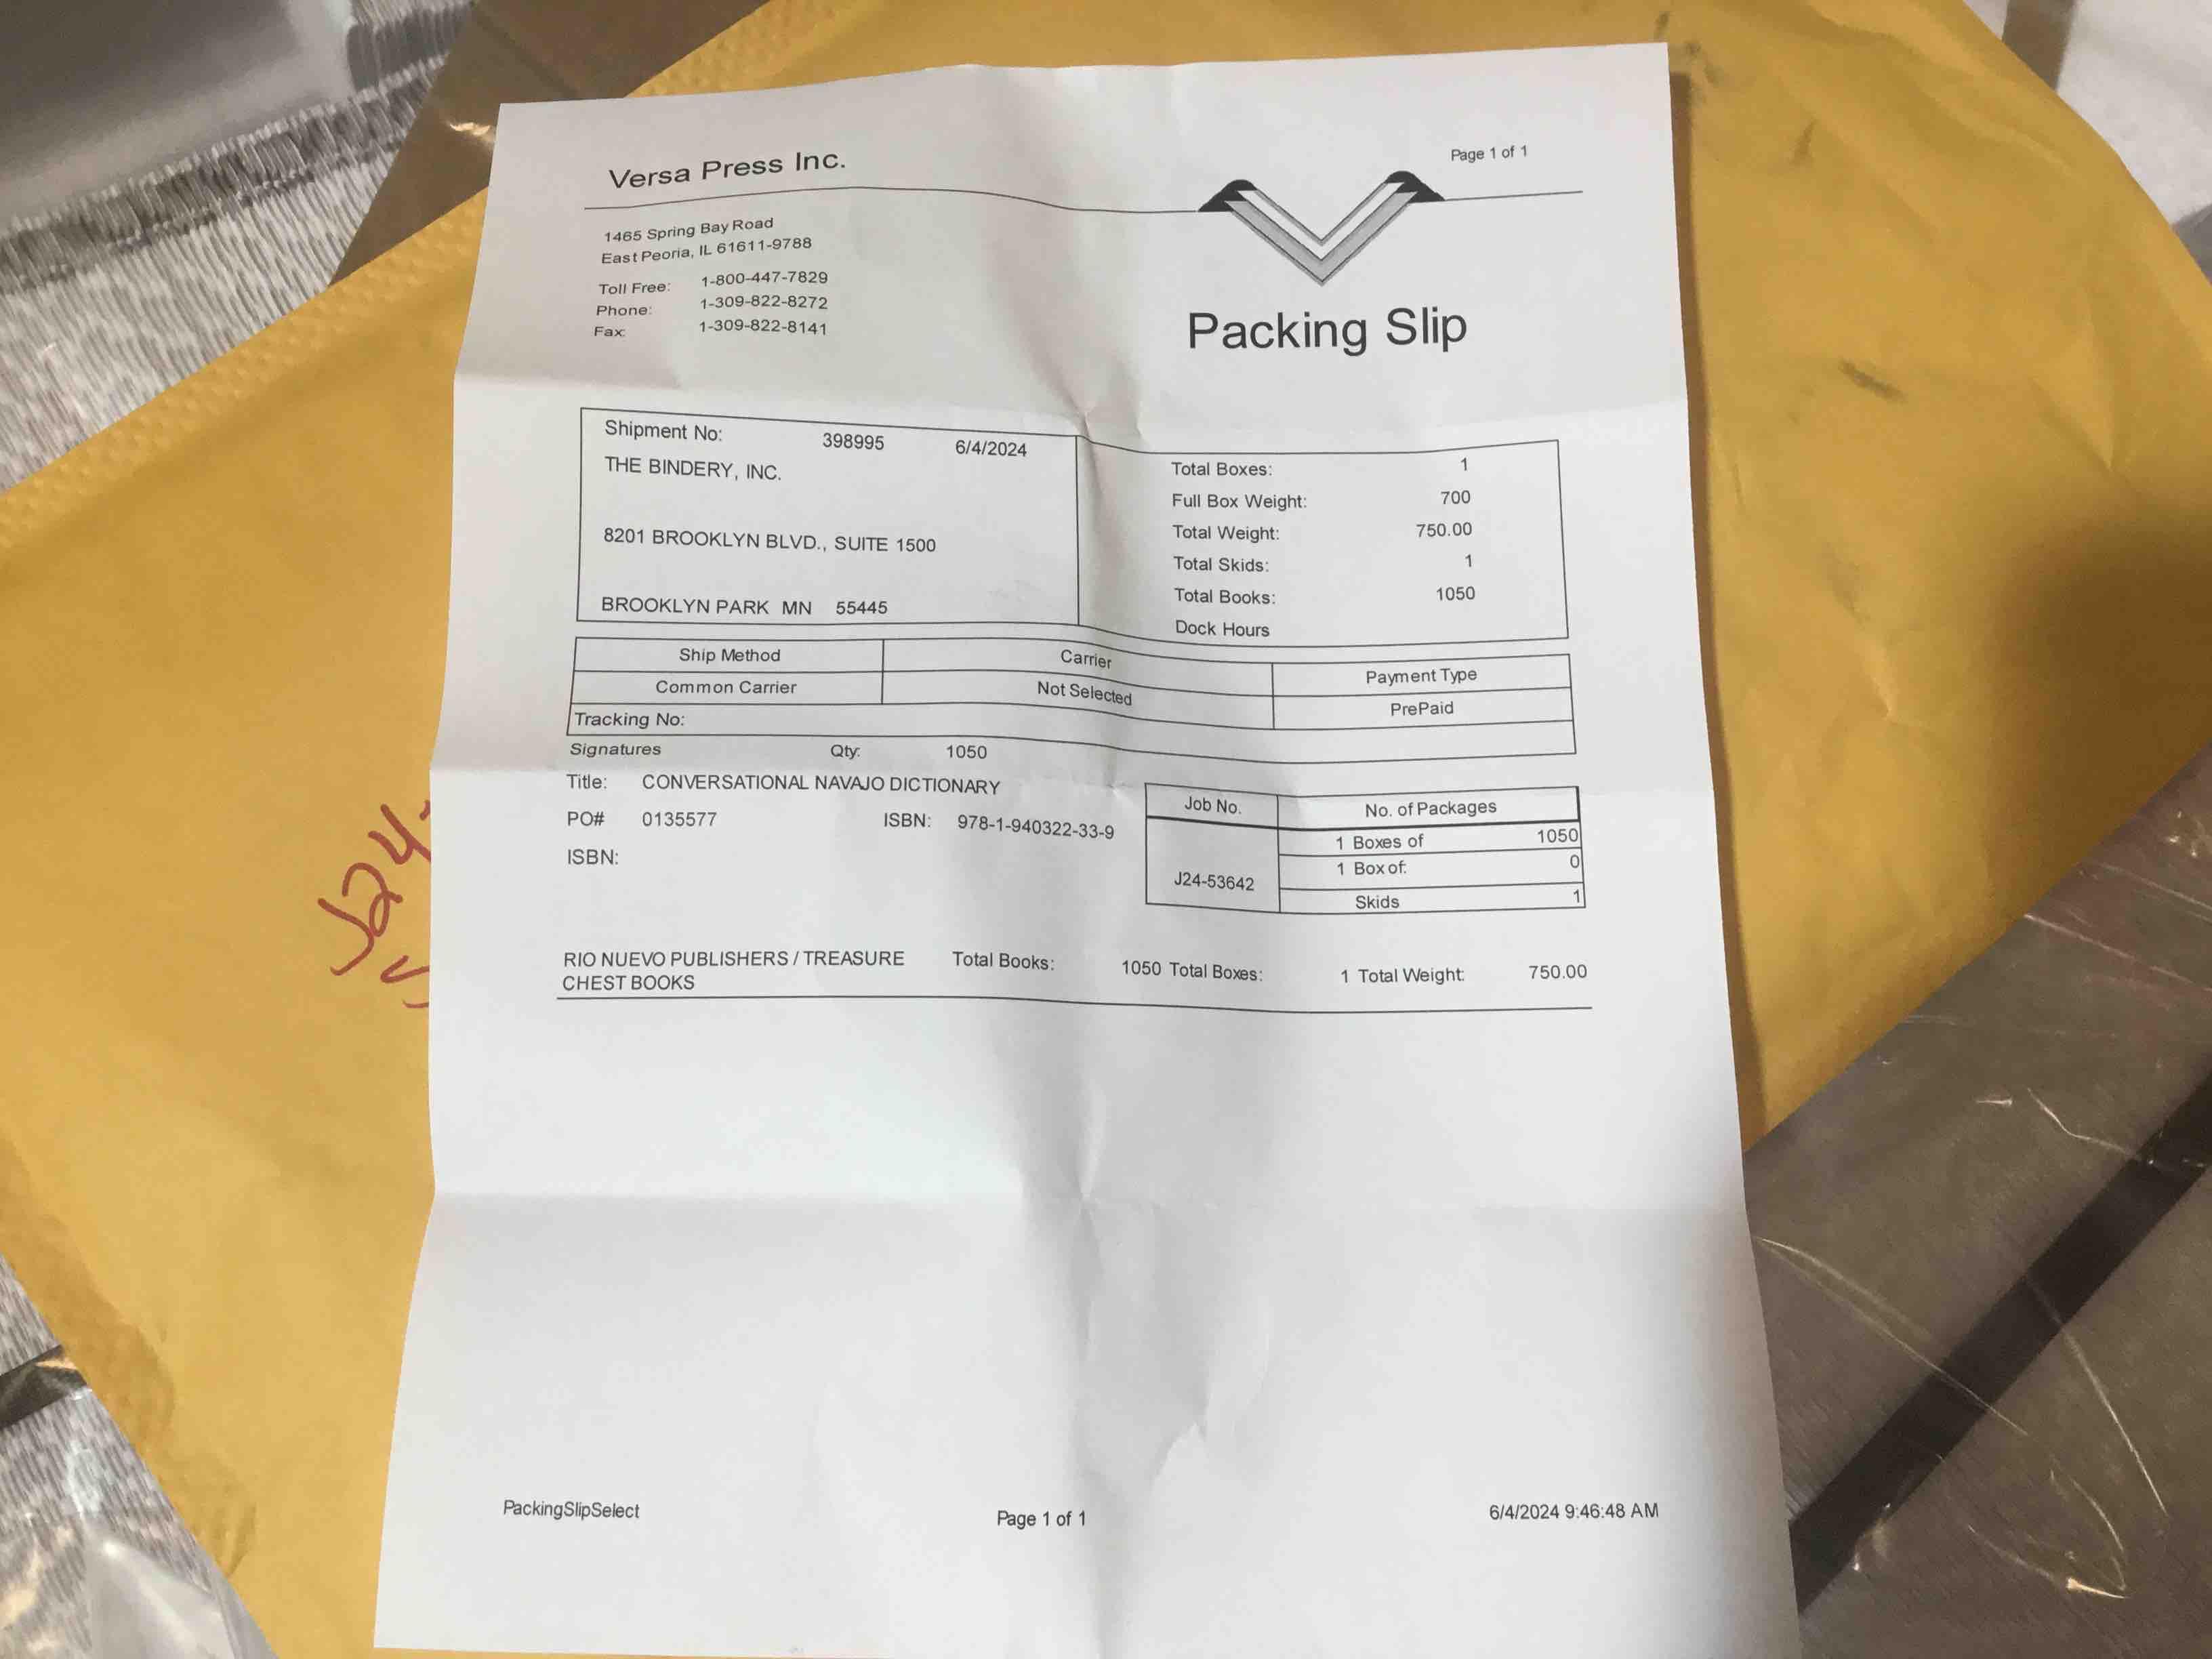 Versa Press Inc.
Page 1 of 1
1465 Spring Bay Road
East Peoria, IL 61611-9788
Toll Free: 1-800-447-7829
Phone: 1-309-822-8272
Fax: 1-309-822-8141
Packing Slip
Shipment No: 398995 6/4/2024
THE BINDERY, INC.
8201 BROOKLYN BLVD., SUITE 1500
BROOKLYN PARK MN 55445
Total Boxes: 1
Full Box Weight: 700
Total Weight: 750.00
Total Skids: 1
Total Books: 1050
Dock Hours
Ship Method Carrier Payment Type
Common Carrier Not Selected PrePaid
Tracking No:
Signatures Qty: 1050
Title: CONVERSATIONAL NAVAJO DICTIONARY
PO# 0135577 ISBN: 978-1-940322-33-9
ISBN:
Job No. No. of Packages
1 Boxes of 1050
1 Box of: 0
J24-53642
Skids 1
RIO NUEVO PUBLISHERS / TREASURE Total Books: 1050 Total Boxes: 1 Total Weight: 750.00
CHEST BOOKS
PackingSlipSelect Page 1 of 1 6/4/2024 9:46:48 AM
J24-